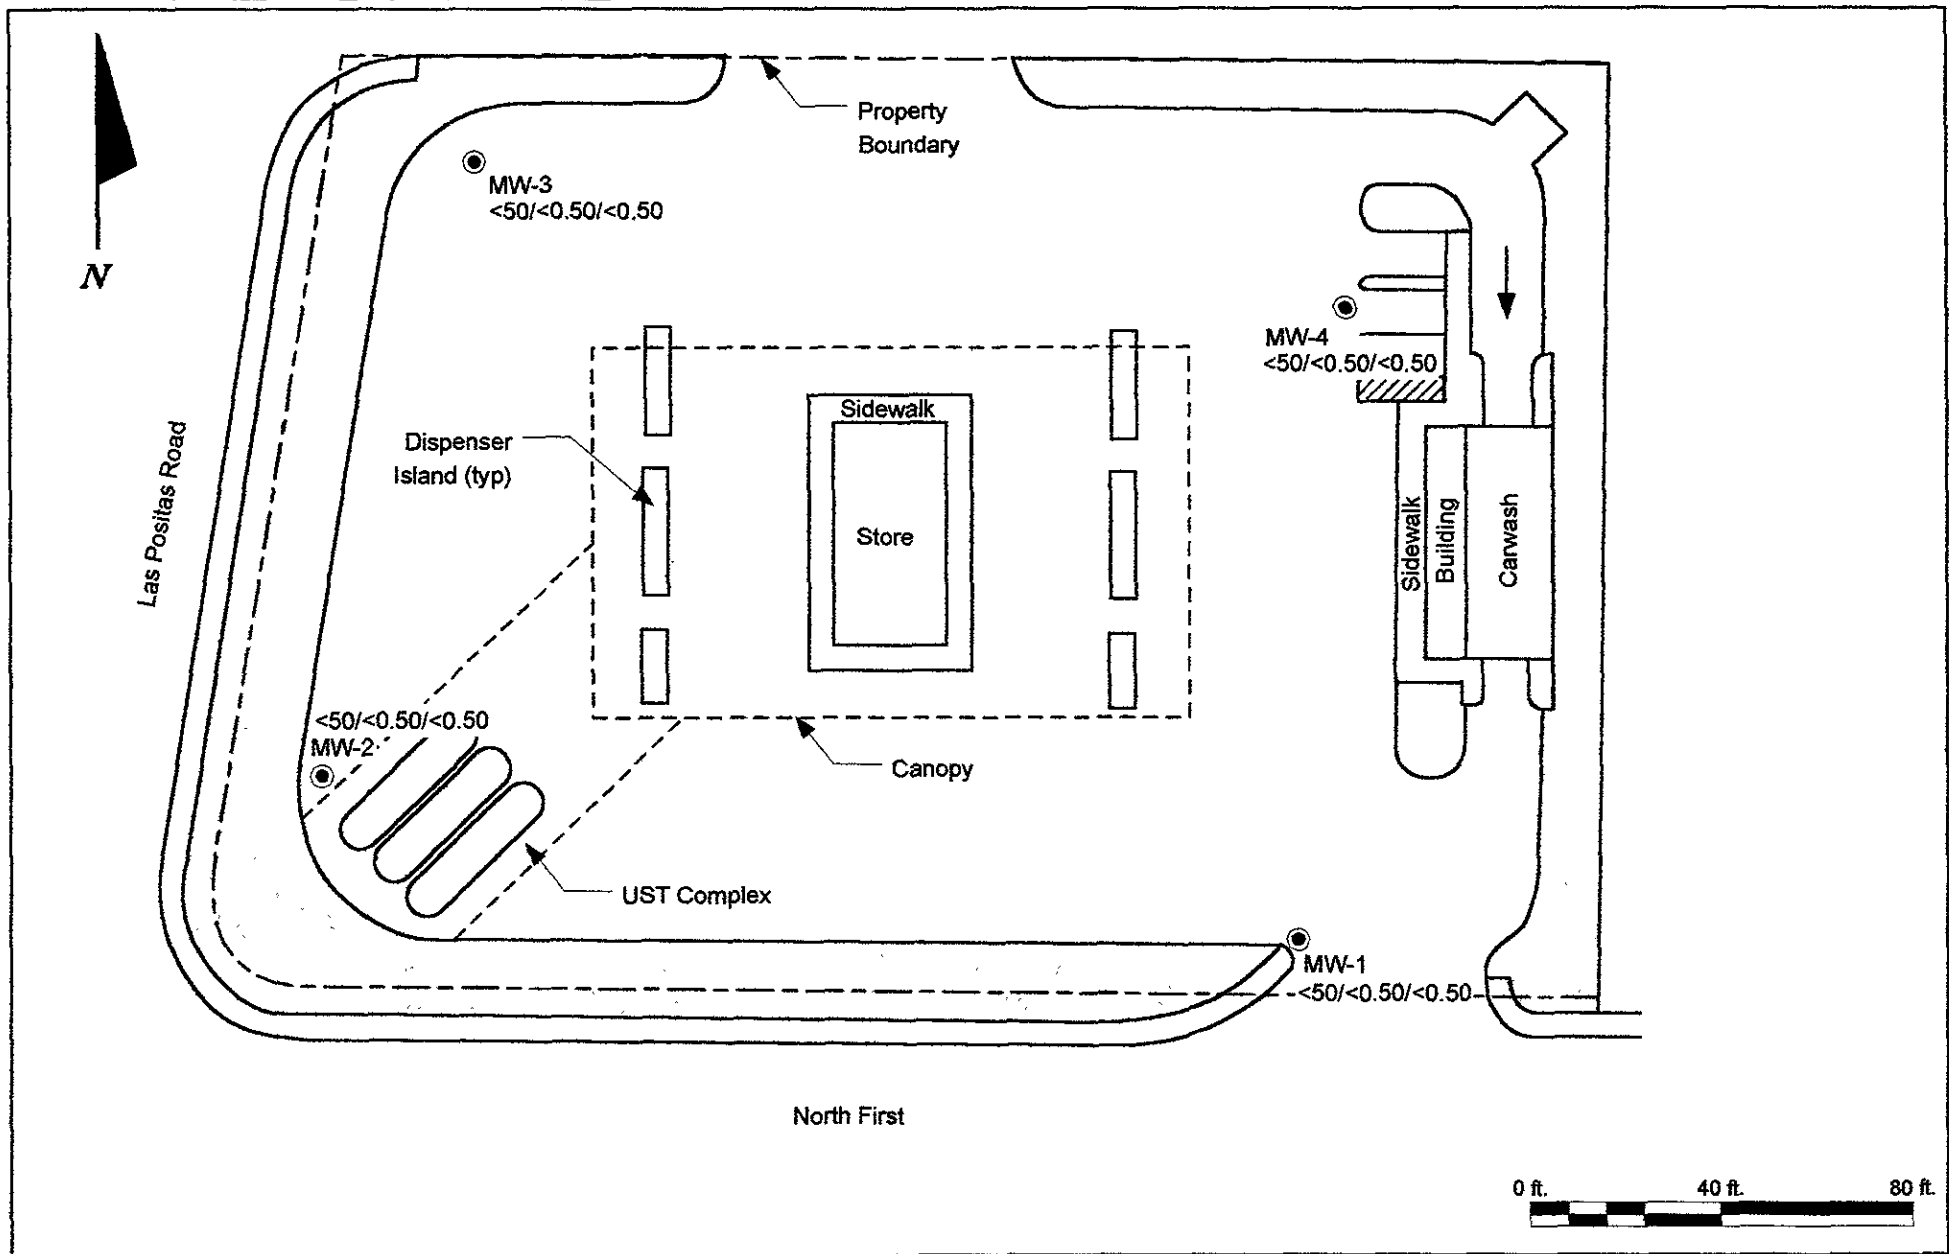 N
Property
Boundary
MW-3
<50/<0.50/<0.50
MW-4
<50/<0.50/<0.50
Sidewalk
Dispenser
Island (typ)
Store
Las Positas Road
Sidewalk
Building
Carwash
<50/<0.50/<0.50
MW-2
Canopy
UST Complex
MW-1
<50/<0.50/<0.50
North First
0 ft.
40 ft.
80 ft.